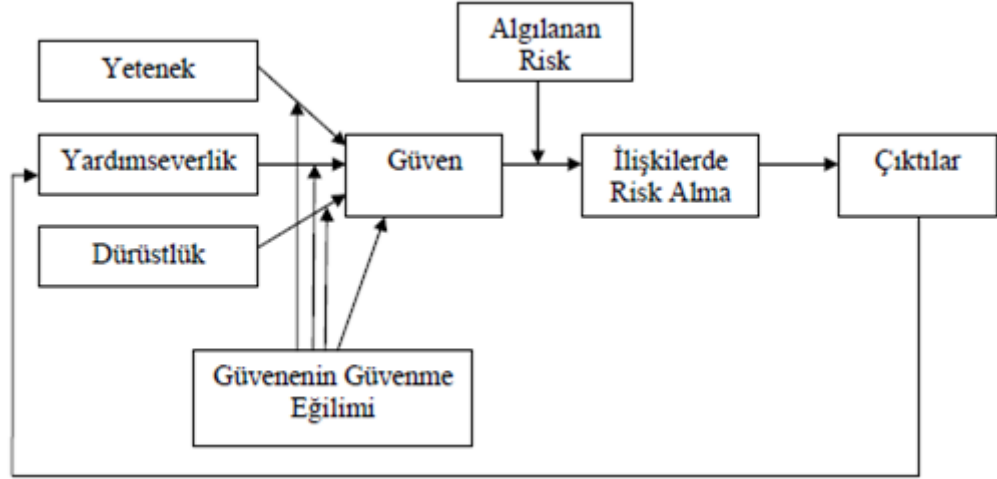 Yetenek
Yardımseverlik
Dürüstlük
Güven
Algılanan
Risk
İlişkilerde
Risk Alma
Çıktılar
Güvenenin Güvenme
Eğilimi